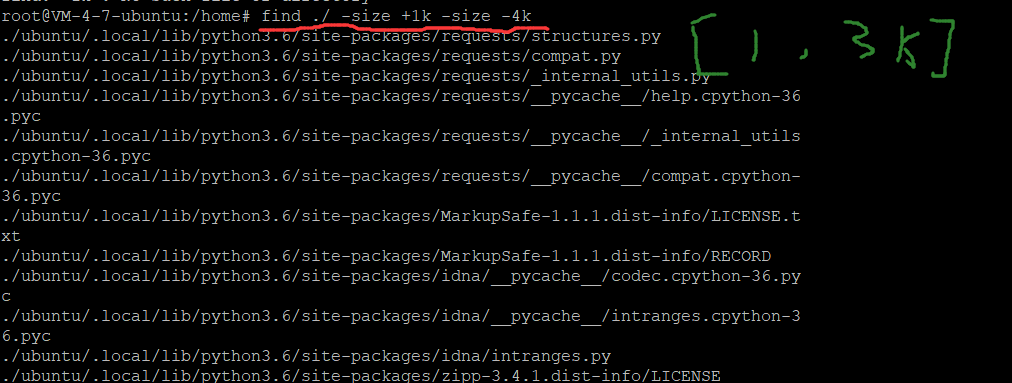 root@VM-4-7-ubuntu:/home# find ./ -size +1k -size -4k
./ubuntu/.local/lib/python3.6/site-packages/requests/structures.py
./ubuntu/.local/lib/python3.6/site-packages/requests/compat.py
./ubuntu/.local/lib/python3.6/site-packages/requests/_internal_utils.py
./ubuntu/.local/lib/python3.6/site-packages/requests/__pycache__/help.cpython-36
.pyc
./ubuntu/.local/lib/python3.6/site-packages/requests/__pycache__/_internal_utils
.cpython-36.pyc
./ubuntu/.local/lib/python3.6/site-packages/requests/__pycache__/compat.cpython-
36.pyc
./ubuntu/.local/lib/python3.6/site-packages/MarkupSafe-1.1.1.dist-info/LICENSE.t
xt
./ubuntu/.local/lib/python3.6/site-packages/MarkupSafe-1.1.1.dist-info/RECORD
./ubuntu/.local/lib/python3.6/site-packages/idna/__pycache__/codec.cpython-36.py
c
./ubuntu/.local/lib/python3.6/site-packages/idna/__pycache__/intranges.cpython-3
6.pyc
./ubuntu/.local/lib/python3.6/site-packages/idna/intranges.py
./ubuntu/.local/lib/python3.6/site-packages/zipp-3.4.1.dist-info/LICENSE
[1, 3k]